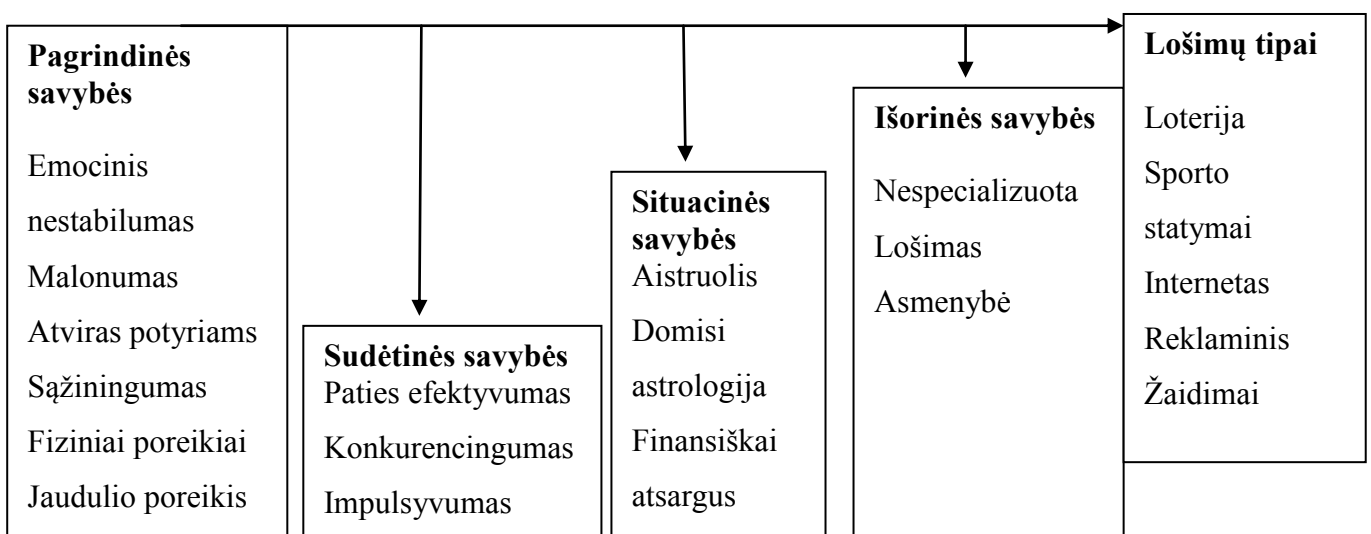 Pagrindinės
savybės
Emocinis
nestabilumas
Malonumas
Atviras potyriams
Sąžiningumas
Fiziniai poreikiai
Jaudulio poreikis
Sudėtinės savybės
Paties efektyvumas
Konkurencingumas
Impulsyvumas
Situacinės
savybės
Aistruolis
Domisi
astrologija
Finansiškai
atsargus
Išorinės savybės
Nespecializuota
Lošimas
Asmenybė
Lošimų tipai
Loterija
Sporto
statymai
Internetas
Reklaminis
Žaidimai